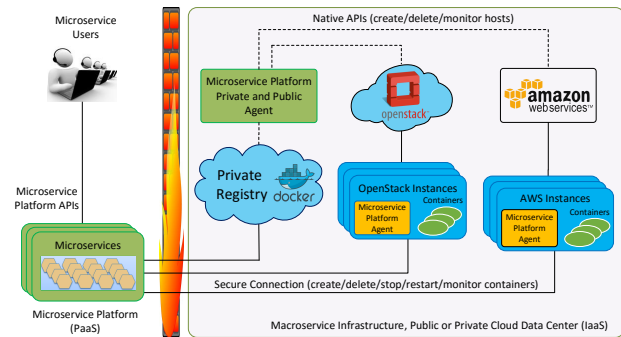 Microservice
Users
Native APIs (create/delete/monitor hosts)
Microservice Platform
Private and Public
Agent
openstack
amazon
webservices™
Private
Registry
docker
OpenStack Instances
Microservice
Platform
Agent
Containers
AWS Instances
Microservice
Platform
Agent
Containers
Microservice
Platform APIs
Microservices
Secure Connection (create/delete/stop/restart/monitor containers)
Microservice Platform
(PaaS)
Macroservice Infrastructure, Public or Private Cloud Data Center (IaaS)